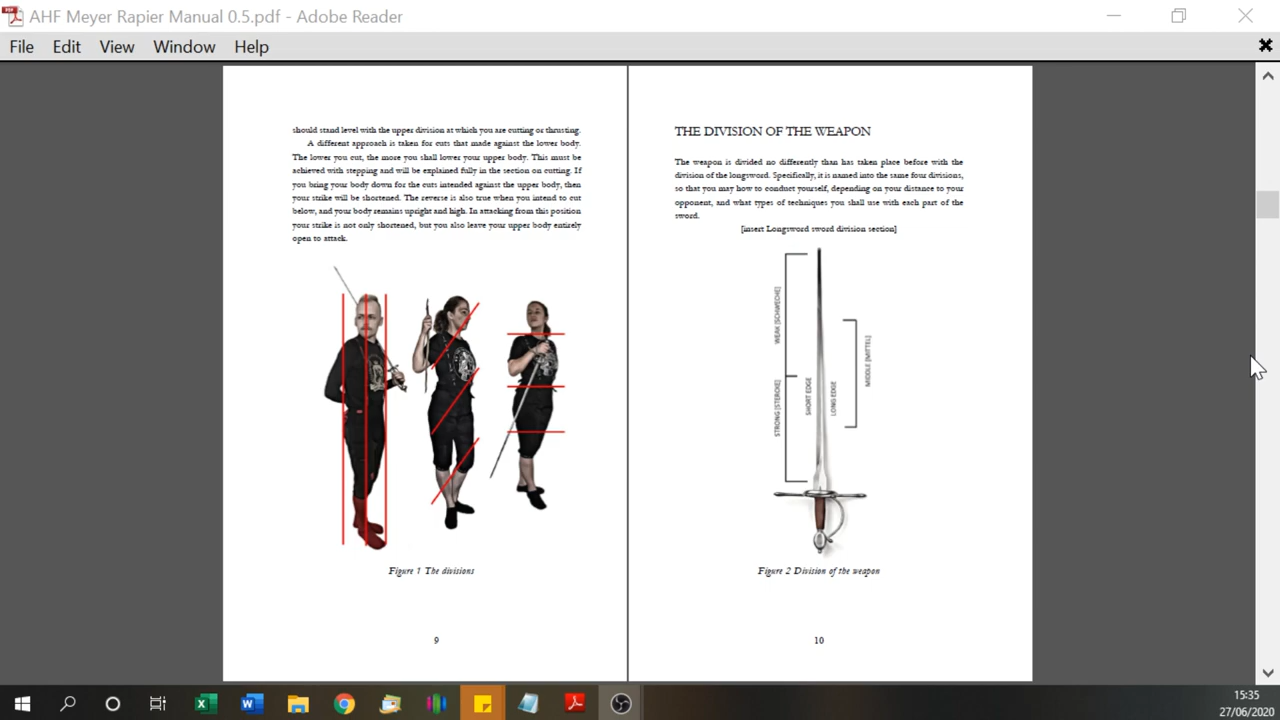 AHF Meyer Rapier Manual 0.5.pdf - Adobe Reader
File Edit View Window Help
should stand level with the upper division at which you are cutting or thrusting.
A different approach is taken for cuts that made against the lower body.
The lower you cut, the more you shall lower your upper body. This must be
achieved with stepping and will be explained fully in the section on cutting. If
you bring your body down for the cuts intended against the upper body, then
your strike will be shortened. The reverse is also true when you intend to cut
below, and your body remains upright and high. In attacking from this position
your strike is not only shortened, but you also leave your upper body entirely
open to attack.
Figure 1 The divisions
9
THE DIVISION OF THE WEAPON
The weapon is divided no differently than has taken place before with the
division of the longsword. Specifically, it is named into the same four divisions,
so that you may how to conduct yourself, depending on your distance to your
opponent, and what types of techniques you shall use with each part of the
sword.
[insert Longsword sword division section]
WEAK [SCHWECHE]
STRONG [STERCKE]
SHORT EDGE
LONG EDGE
MIDDLE [MITTEL]
Figure 2 Division of the weapon
10
15:35
27/06/2020